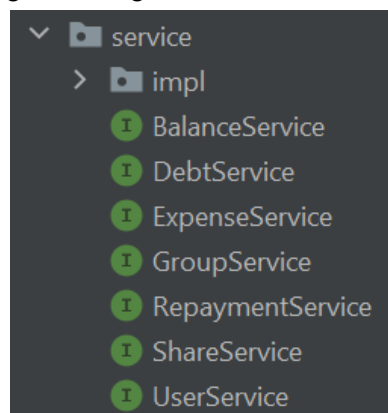 service
impl
I BalanceService
I DebtService
I ExpenseService
I GroupService
I RepaymentService
I ShareService
I UserService